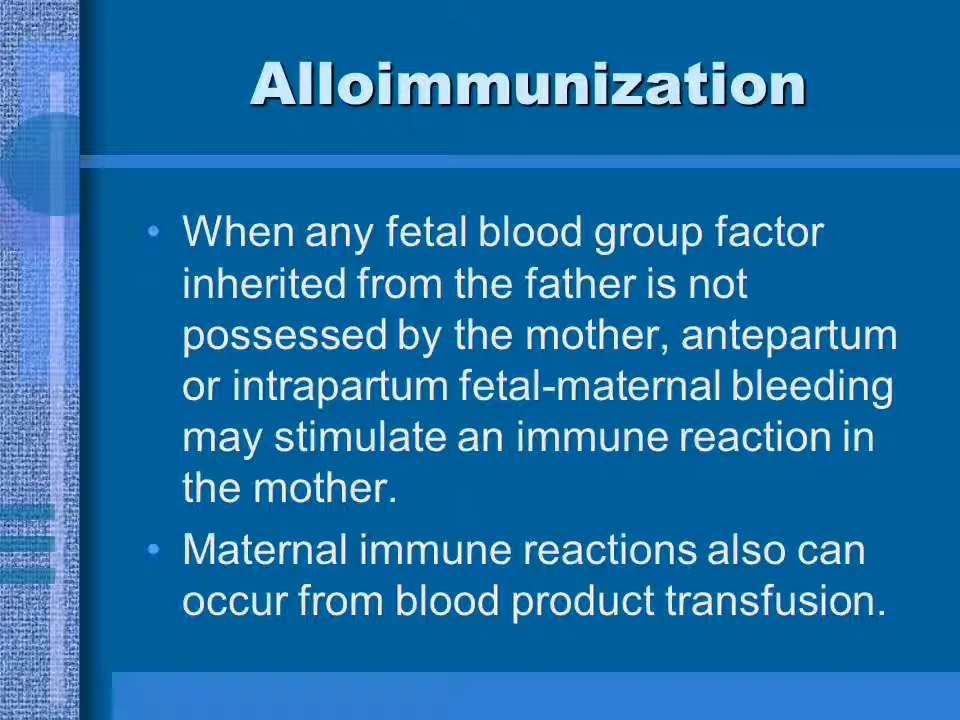 Alloimmunization
• When any fetal blood group factor
inherited from the father is not
possessed by the mother, antepartum
or intrapartum fetal-maternal bleeding
may stimulate an immune reaction in
the mother.
• Maternal immune reactions also can
occur from blood product transfusion.